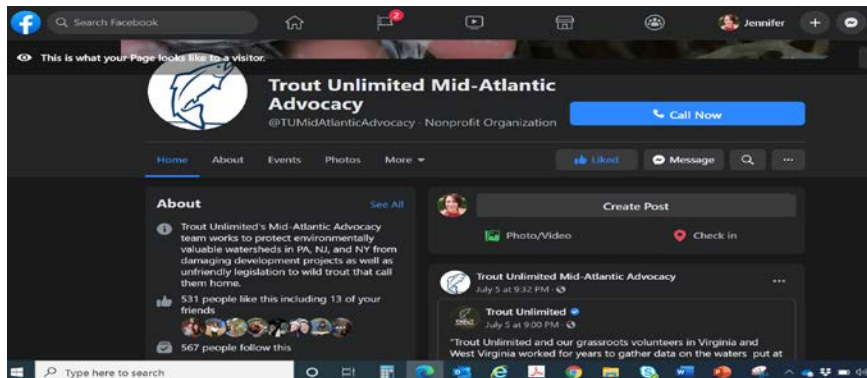 Search Facebook
2
Jennifer
This is what your Page looks like to a visitor.
Trout Unlimited Mid-Atlantic
Advocacy
@TUMidAtlanticAdvocacy · Nonprofit Organization
Call Now
Home About Events Photos More
Liked Message
About See All
Trout Unlimited's Mid-Atlantic Advocacy
team works to protect environmentally
valuable watersheds in PA, NJ, and NY from
damaging development projects as well as
unfriendly legislation to wild trout that call
them home.
531 people like this including 13 of your
friends
567 people follow this
Create Post
Photo/Video Check in
Trout Unlimited Mid-Atlantic Advocacy
July 5 at 9:32 PM ·
Trout Unlimited
July 5 at 9:00 PM ·
"Trout Unlimited and our grassroots volunteers in Virginia and
West Virginia worked for years to gather data on the waters put at
Type here to search